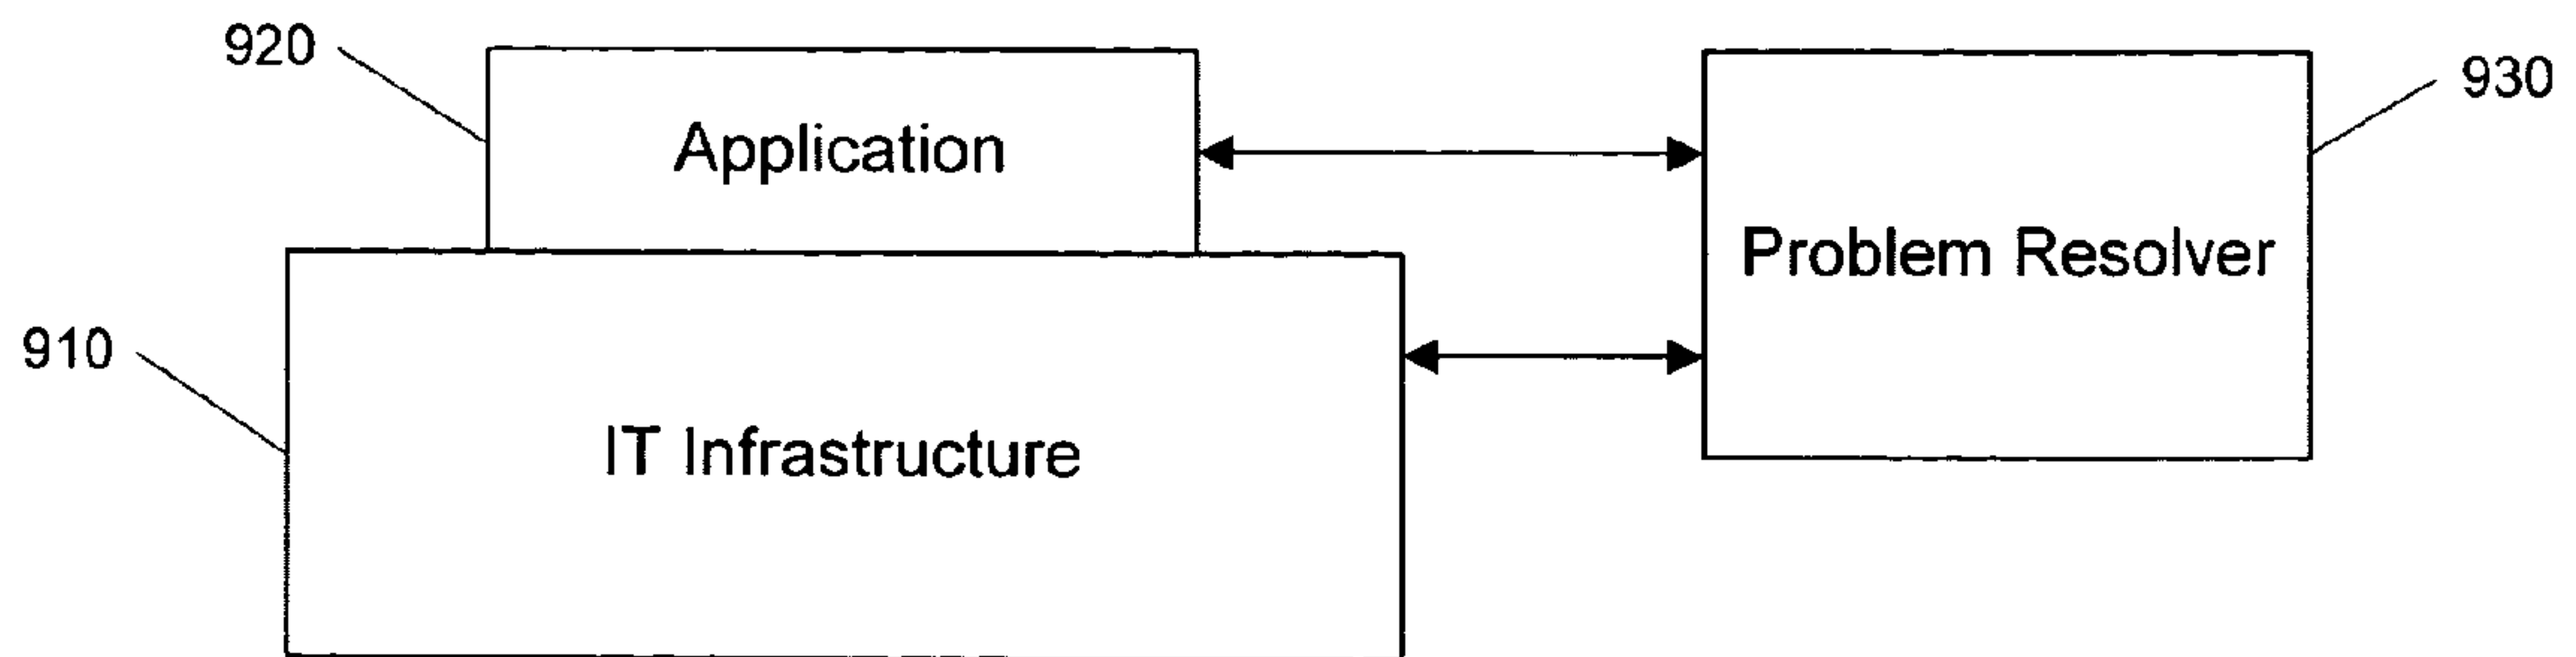 920
Application
930
Problem Resolver
910
IT Infrastructure